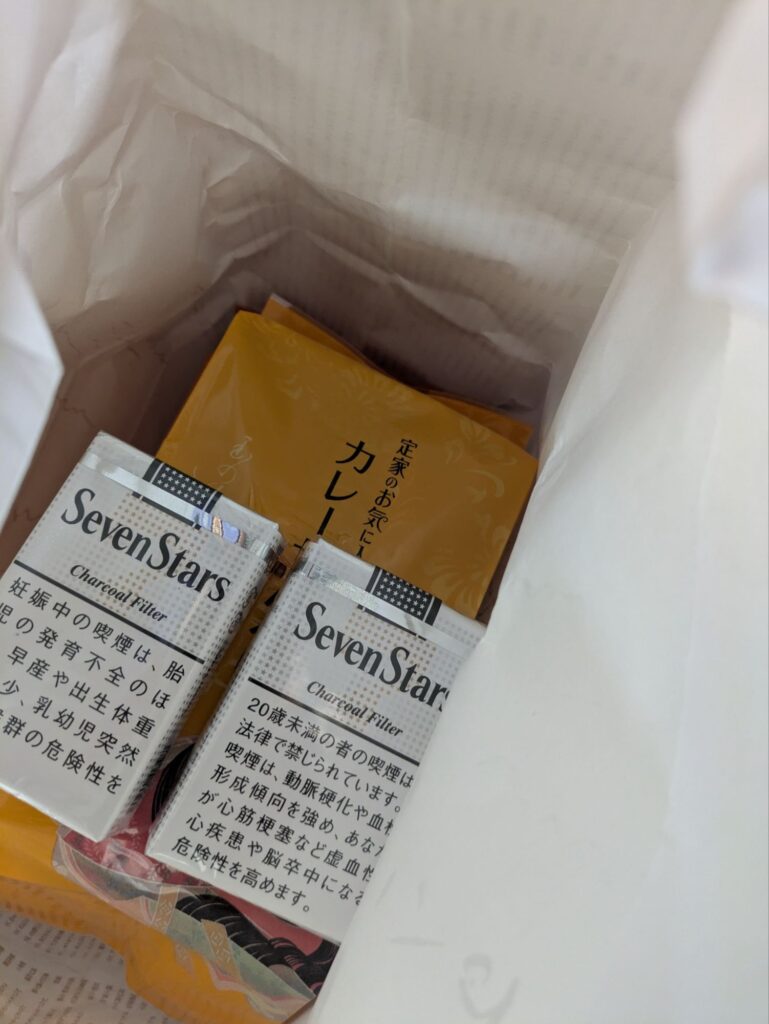 定家のお気に
カレー
SevenStars
Charcoal Filter
妊娠中の喫煙は、胎
児の発育不全のほ
早産や出生体重
少、乳幼児突然
群の危険性を
SevenStars
Charcoal Filter
20歳未満の者の喫煙は
法律で禁じられています。
喫煙は、動脈硬化や血
形成傾向を強め、あな
が心筋梗塞など虚血性
心疾患や脳卒中になる
危険性を高めます。